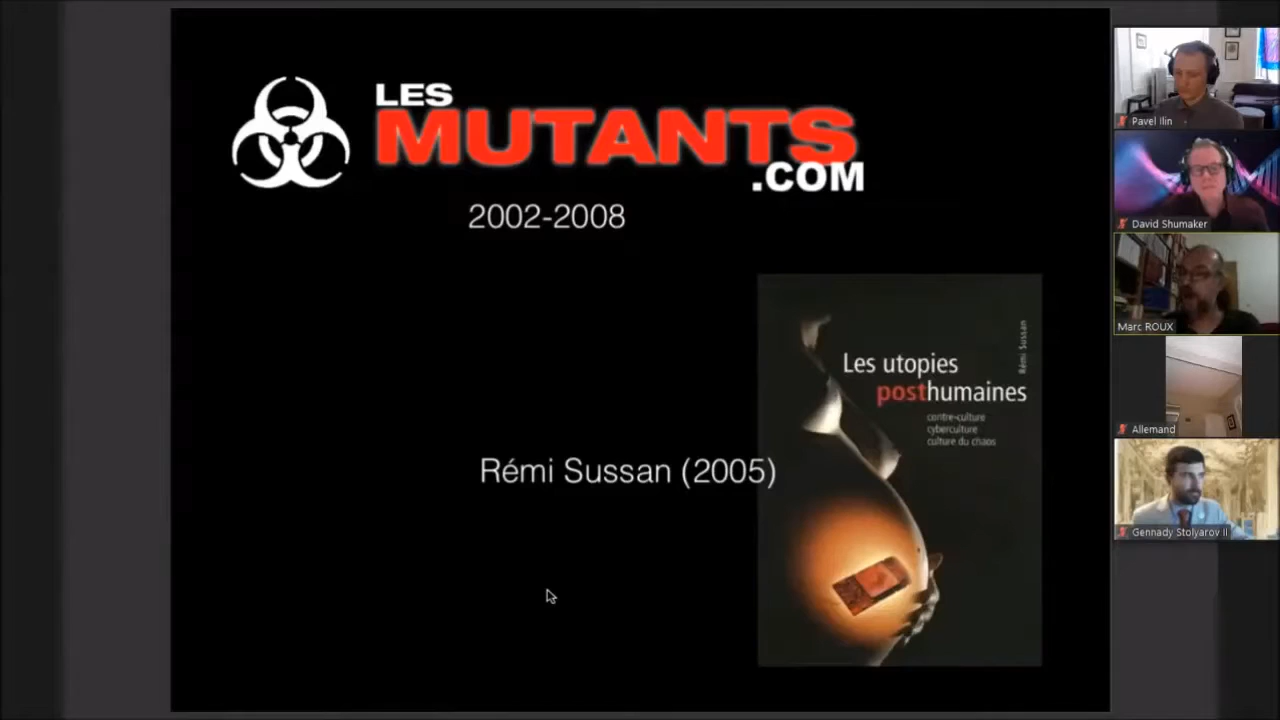 LES
MUTANTS
.COM
2002-2008
Rémi Sussan
Les utopies
posthumaines
contre-culture
cyberculture
culture du chaos
Rémi Sussan (2005)
Pavel Ilin
David Shumaker
Marc ROUX
Allemand
Gennady Stolyarov II